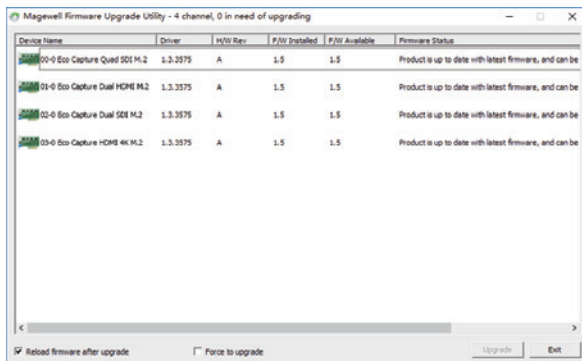 Magewell Firmware Upgrade Utility - 4 channel, 0 in need of upgrading
Device Name Driver H/W Rev F/W Installed F/W Available Firmware Status
00-0 Eco Capture Quad SDI M.2 1.3.3575 A 1.5 1.5 Product is up to date with latest firmware, and can be
01-0 Eco Capture Dual HDMI M.2 1.3.3575 A 1.5 1.5 Product is up to date with latest firmware, and can be
02-0 Eco Capture Dual SDI M.2 1.3.3575 A 1.5 1.5 Product is up to date with latest firmware, and can be
03-0 Eco Capture HDMI 4K M.2 1.3.3575 A 1.5 1.5 Product is up to date with latest firmware, and can be
Reload firmware after upgrade Force to upgrade Upgrade Exit